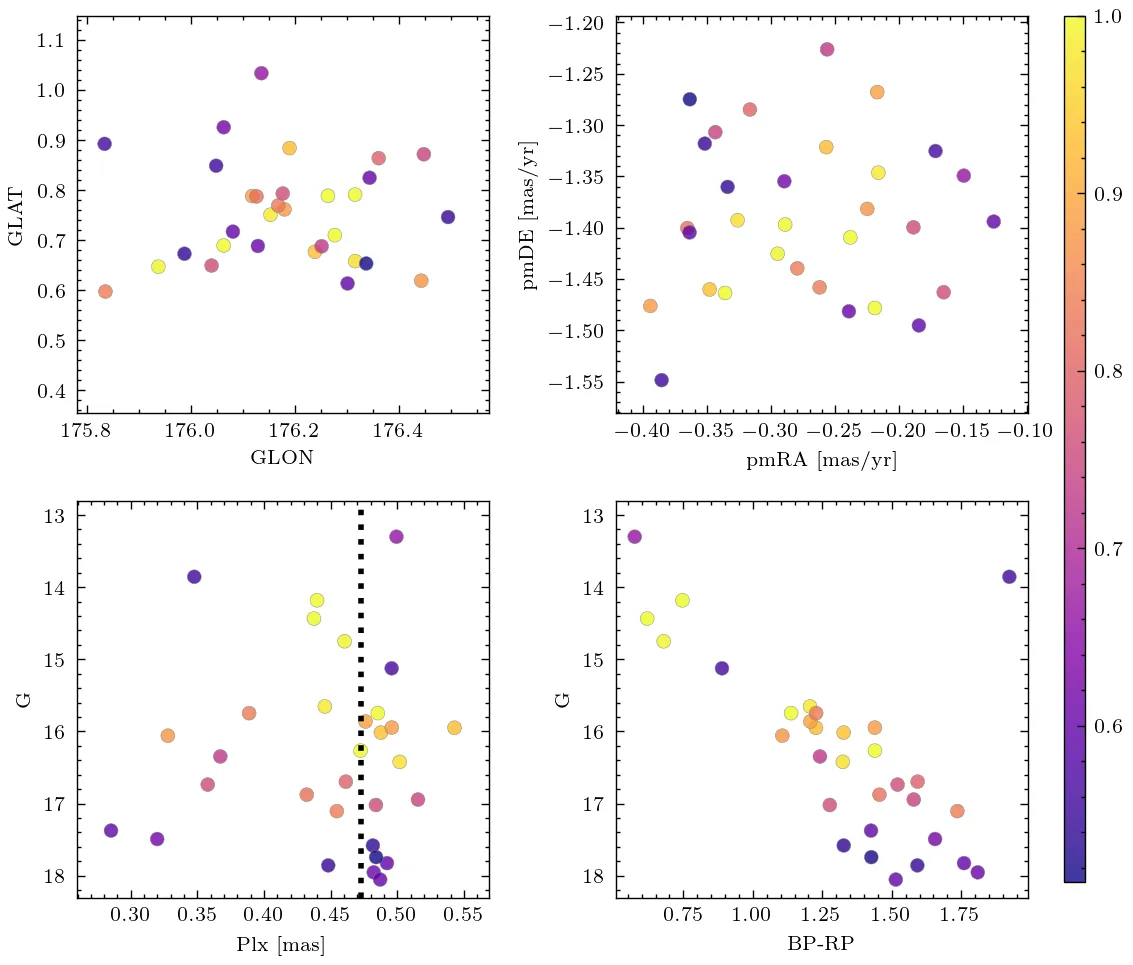 1.1
1.0
0.9
0.8
0.7
0.6
0.5
0.4
GLAT
175.8 176.0 176.2 176.4
GLON
−1.20
−1.25
−1.30
−1.35
−1.40
−1.45
−1.50
−1.55
pmDE [mas/yr]
−0.40 −0.35 −0.30 −0.25 −0.20 −0.15 −0.10
pmRA [mas/yr]
1.0
0.9
0.8
0.7
0.6
13
14
15
16
17
18
G
0.30 0.35 0.40 0.45 0.50 0.55
Plx [mas]
13
14
15
16
17
18
G
0.75 1.00 1.25 1.50 1.75
BP-RP